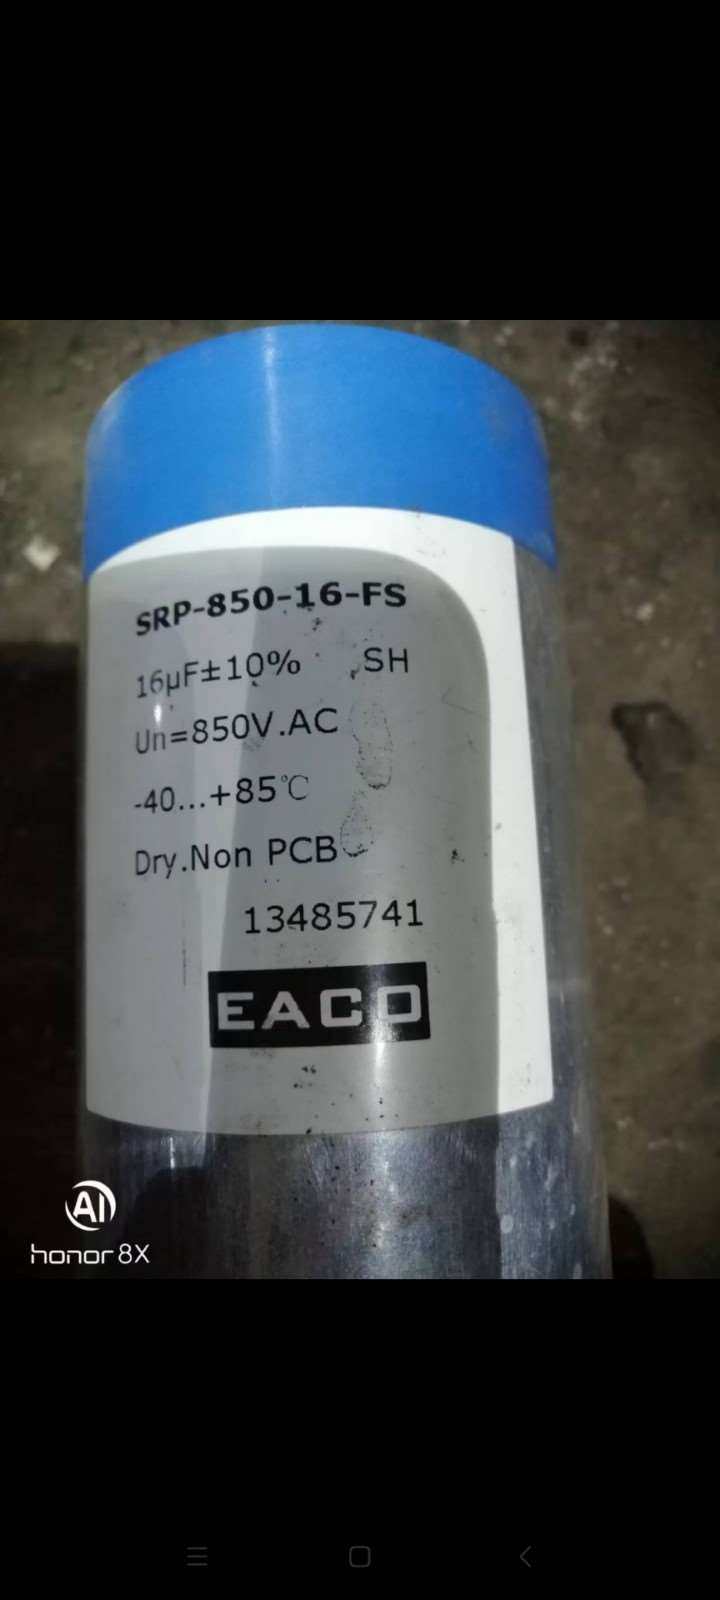 SRP-850-16-FS
16µF±10% SH
Un=850V.AC
-40...+85℃
Dry.Non PCB
13485741
EACO
AI
honor 8X